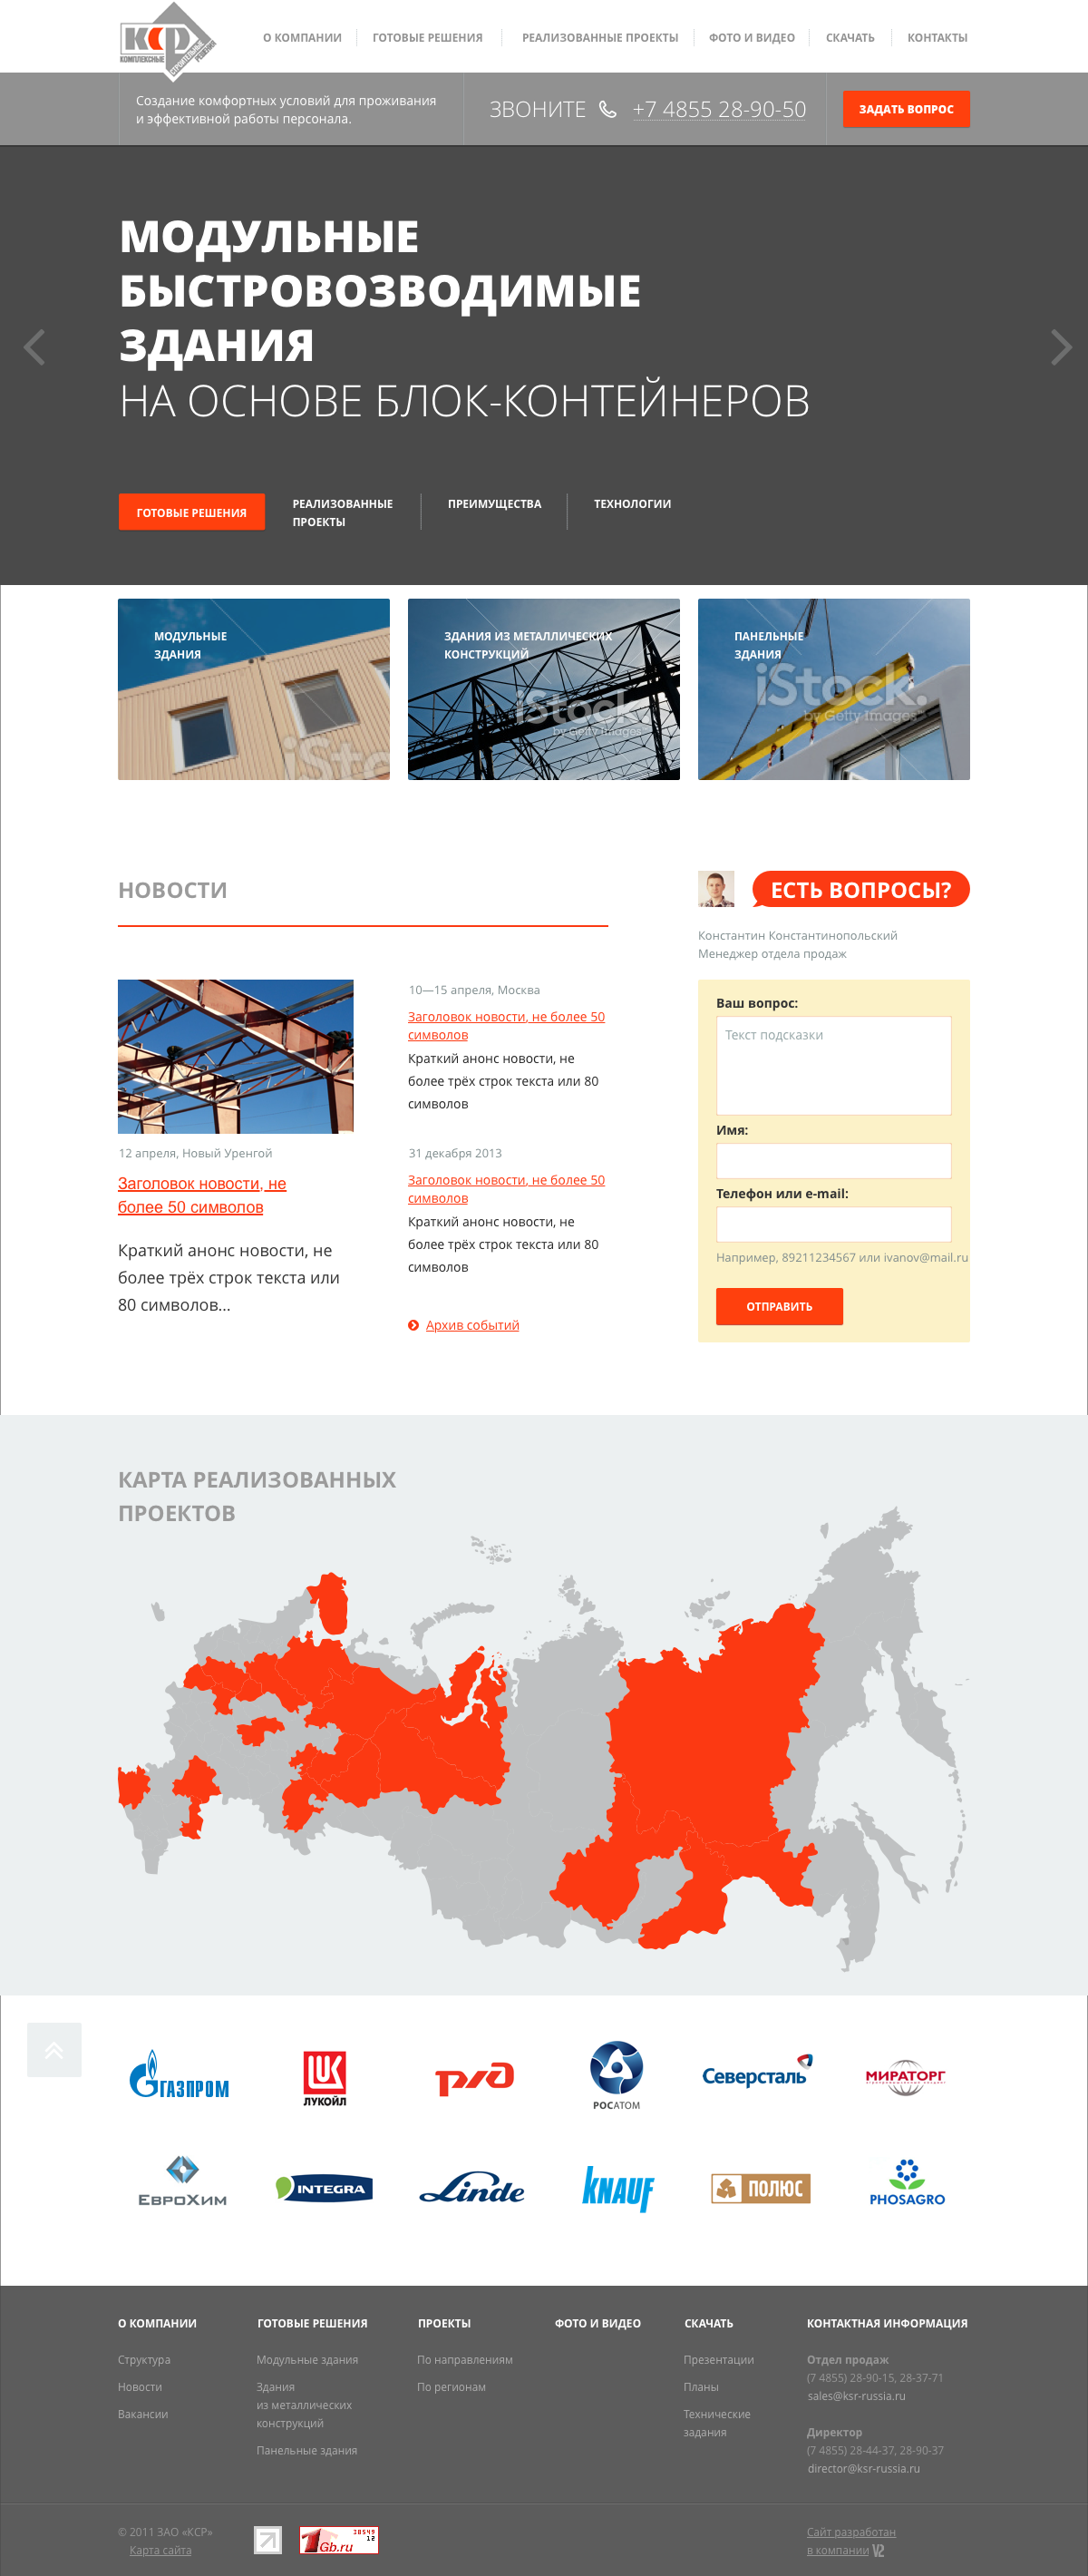 КСР
КОМПЛЕКСНЫЕ
СТРОИТЕЛЬНЫЕ
О КОМПАНИИ
ГОТОВЫЕ РЕШЕНИЯ
РЕАЛИЗОВАННЫЕ ПРОЕКТЫ
ФОТО И ВИДЕО
СКАЧАТЬ
КОНТАКТЫ
Создание комфортных условий для проживания
и эффективной работы персонала.
ЗВОНИТЕ +7 4855 28-90-50
ЗАДАТЬ ВОПРОС
МОДУЛЬНЫЕ
БЫСТРОВОЗВОДИМЫЕ
ЗДАНИЯ
НА ОСНОВЕ БЛОК-КОНТЕЙНЕРОВ
ГОТОВЫЕ РЕШЕНИЯ
РЕАЛИЗОВАННЫЕ
ПРОЕКТЫ
ПРЕИМУЩЕСТВА
ТЕХНОЛОГИИ
МОДУЛЬНЫЕ
ЗДАНИЯ
iSto
ЗДАНИЯ ИЗ МЕТАЛЛИЧЕСКИХ
КОНСТРУКЦИЙ
iStock.
by Getty Images
ПАНЕЛЬНЫЕ
ЗДАНИЯ
iStock.
by Getty Images
НОВОСТИ
12 апреля, Новый Уренгой
Заголовок новости, не
более 50 символов
Краткий анонс новости, не
более трёх строк текста или
80 символов...
10—15 апреля, Москва
Заголовок новости, не более 50
символов
Краткий анонс новости, не
более трёх строк текста или 80
символов
31 декабря 2013
Заголовок новости, не более 50
символов
Краткий анонс новости, не
более трёх строк текста или 80
символов
Архив событий
ЕСТЬ ВОПРОСЫ?
Константин Константинопольский
Менеджер отдела продаж
Ваш вопрос:
Текст подсказки
Имя:
Телефон или e-mail:
Например, 89211234567 или ivanov@mail.ru
ОТПРАВИТЬ
КАРТА РЕАЛИЗОВАННЫХ
ПРОЕКТОВ
ГАЗПРОМ
ЛУКОЙЛ
РЖД
РОСАТОМ
Северсталь
МИРАТОРГ
ЕвроХим
INTEGRA
Linde
KNAUF
ПОЛЮС
PHOSAGRO
О КОМПАНИИ
Структура
Новости
Вакансии
ГОТОВЫЕ РЕШЕНИЯ
Модульные здания
Здания
из металлических
конструкций
Панельные здания
ПРОЕКТЫ
По направлениям
По регионам
ФОТО И ВИДЕО
СКАЧАТЬ
Презентации
Планы
Технические
задания
КОНТАКТНАЯ ИНФОРМАЦИЯ
Отдел продаж
(7 4855) 28-90-15, 28-37-71
sales@ksr-russia.ru
Директор
(7 4855) 28-44-37, 28-90-37
director@ksr-russia.ru
© 2011 ЗАО «КСР»
Карта сайта
1Gb.ru
Сайт разработан
в компании V2